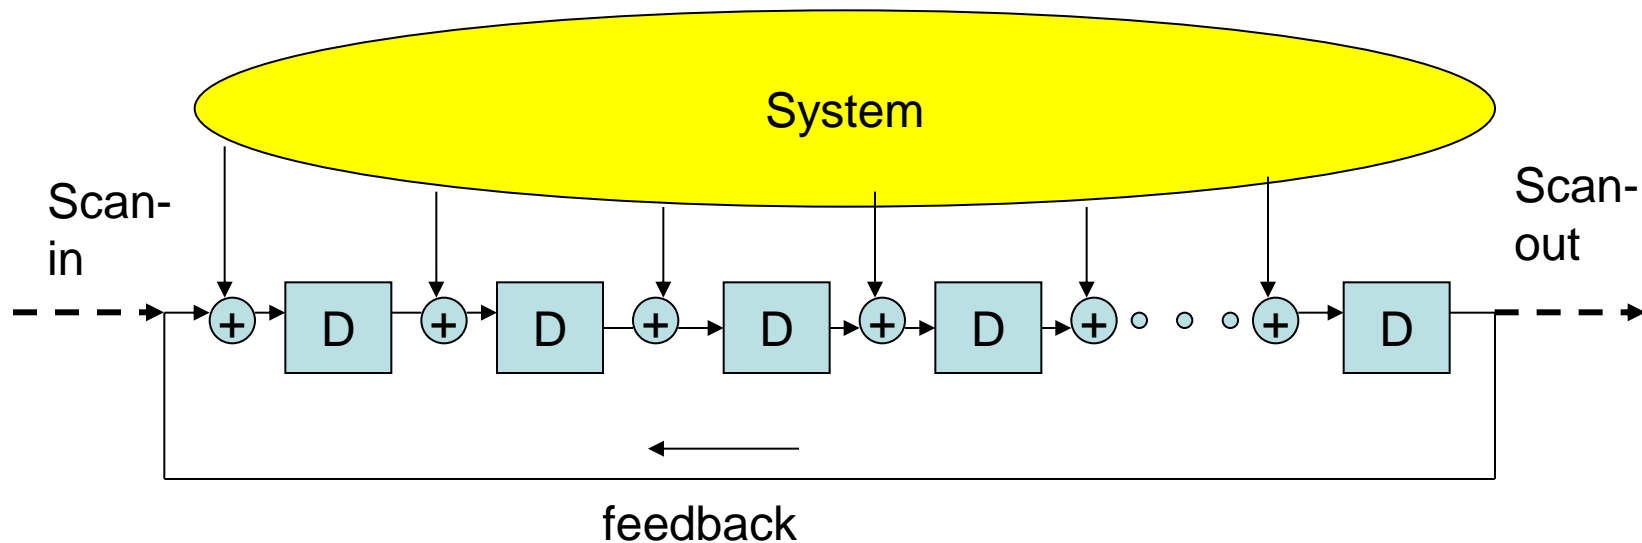 System
Scan-
in
Scan-
out
+ D + D + D + D + + D
feedback